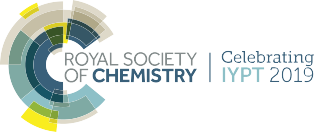 ROYAL SOCIETY
OF CHEMISTRY
Celebrating
IYPT 2019